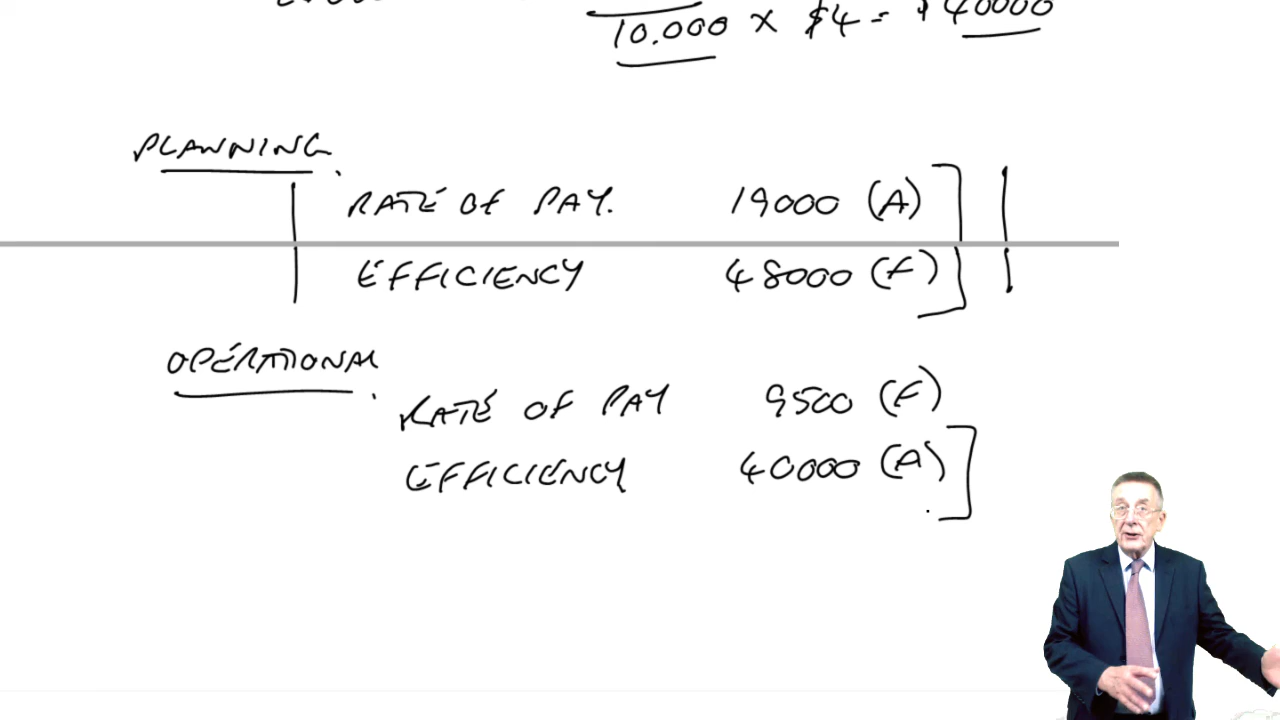 10.000 × $4 = $40000
PLANNING.
RATE OF PAY. 19000 (A)
EFFICIENCY 48000 (F)
OPERATIONAL.
RATE OF PAY 9500 (F)
EFFICIENCY 40000 (A)